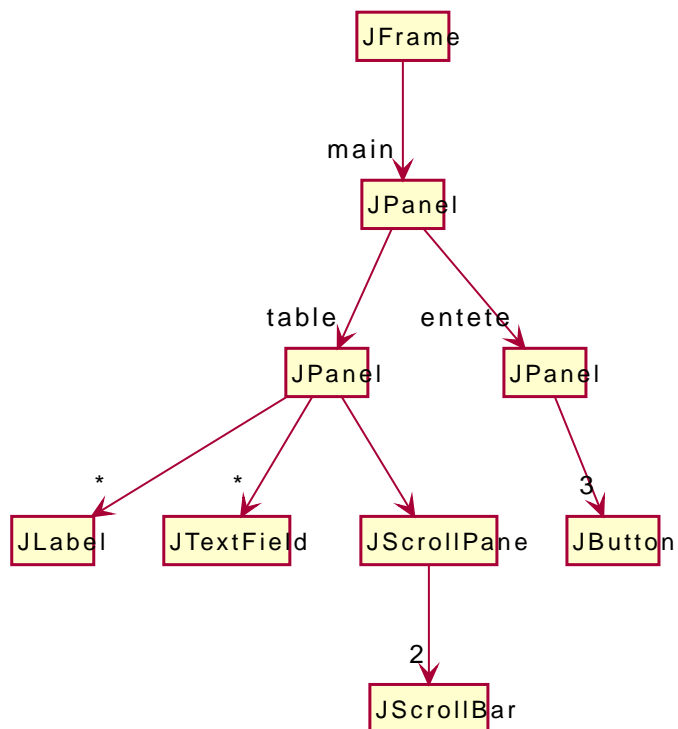 JFrame
main
JPanel
table
entete
JPanel
JPanel
*
*
3
JLabel
JTextField
JScrollPane
JButton
2
JScrollBar